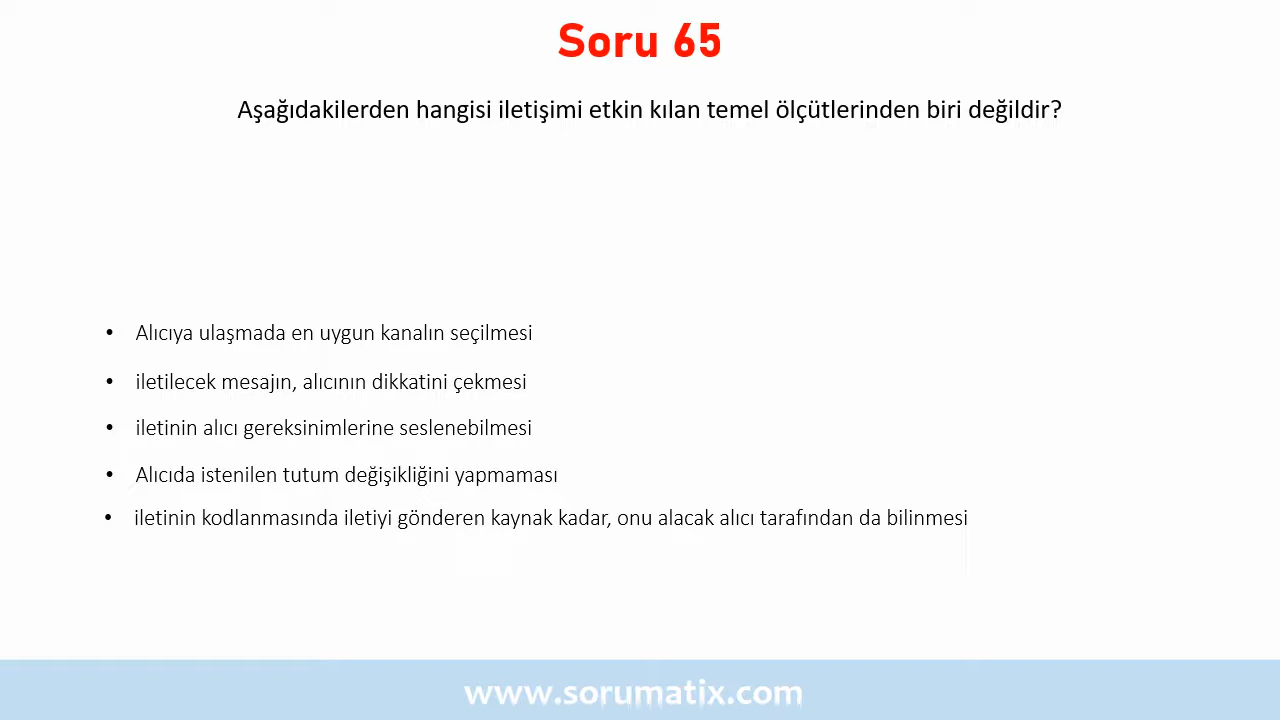 Soru 65
Aşağıdakilerden hangisi iletişimi etkin kılan temel ölçütlerinden biri değildir?
• Alıcıya ulaşmada en uygun kanalın seçilmesi
• iletilecek mesajın, alıcının dikkatini çekmesi
• iletinin alıcı gereksinimlerine seslenebilmesi
• Alıcıda istenilen tutum değişikliğini yapmaması
• iletinin kodlanmasında iletiyi gönderen kaynak kadar, onu alacak alıcı tarafından da bilinmesi
www.sorumatix.com